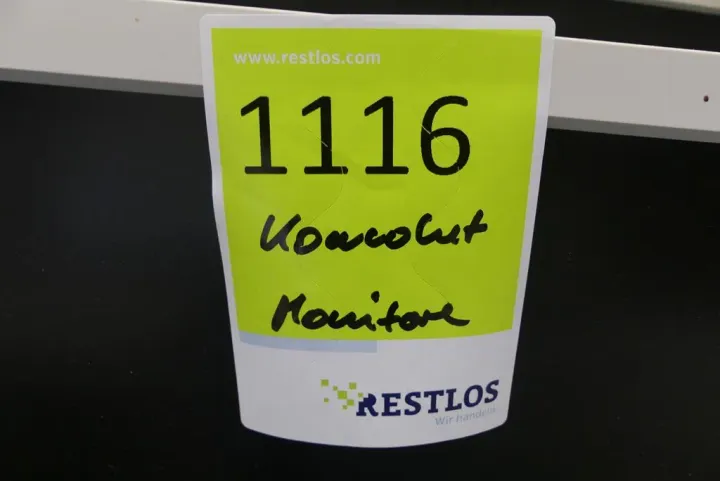 www.restlos.com
1116
Konvolut
Monitore
RESTLOS
Wir handeln